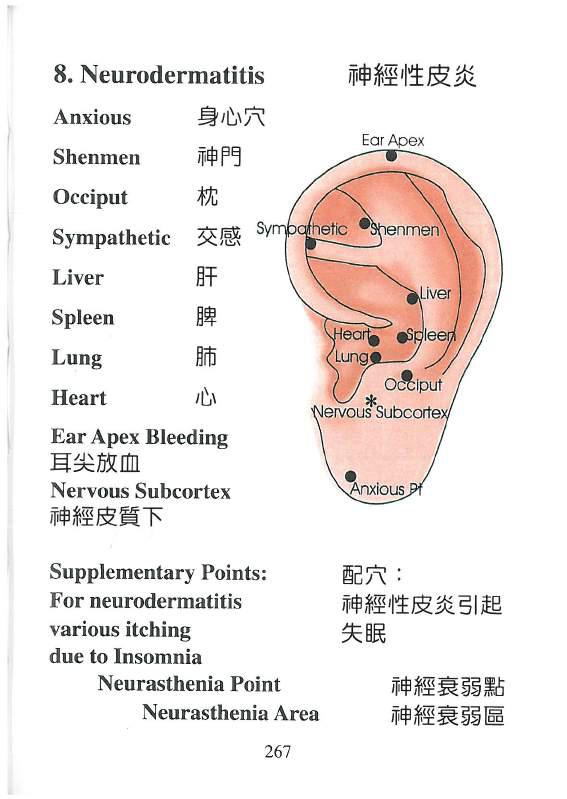 8. Neurodermatitis 神經性皮炎
Anxious 身心穴
Shenmen 神門
Occiput 枕
Sympathetic 交感
Liver 肝
Spleen 脾
Lung 肺
Heart 心
Ear Apex Bleeding
耳尖放血
Nervous Subcortex
神經皮質下
Ear Apex
Sympathetic
Shenmen
Liver
Heart
Spleen
Lung
Occiput
*
Nervous Subcortex
Anxious Pt
Supplementary Points: 配穴：
For neurodermatitis 神經性皮炎引起
various itching 失眠
due to Insomnia
Neurasthenia Point 神經衰弱點
Neurasthenia Area 神經衰弱區
267